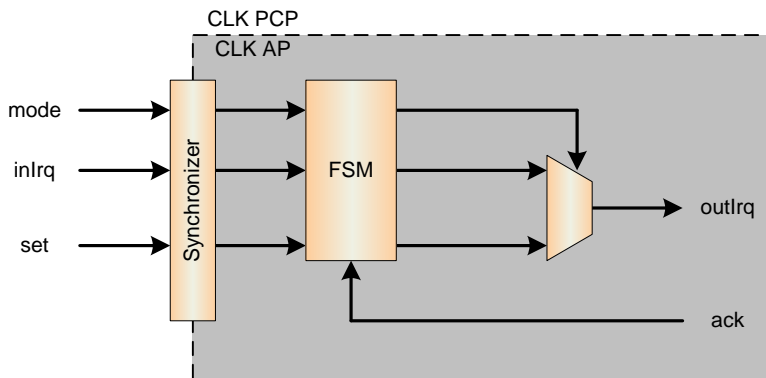 CLK PCP
CLK AP
mode
inIrq
set
Synchronizer
FSM
outIrq
ack